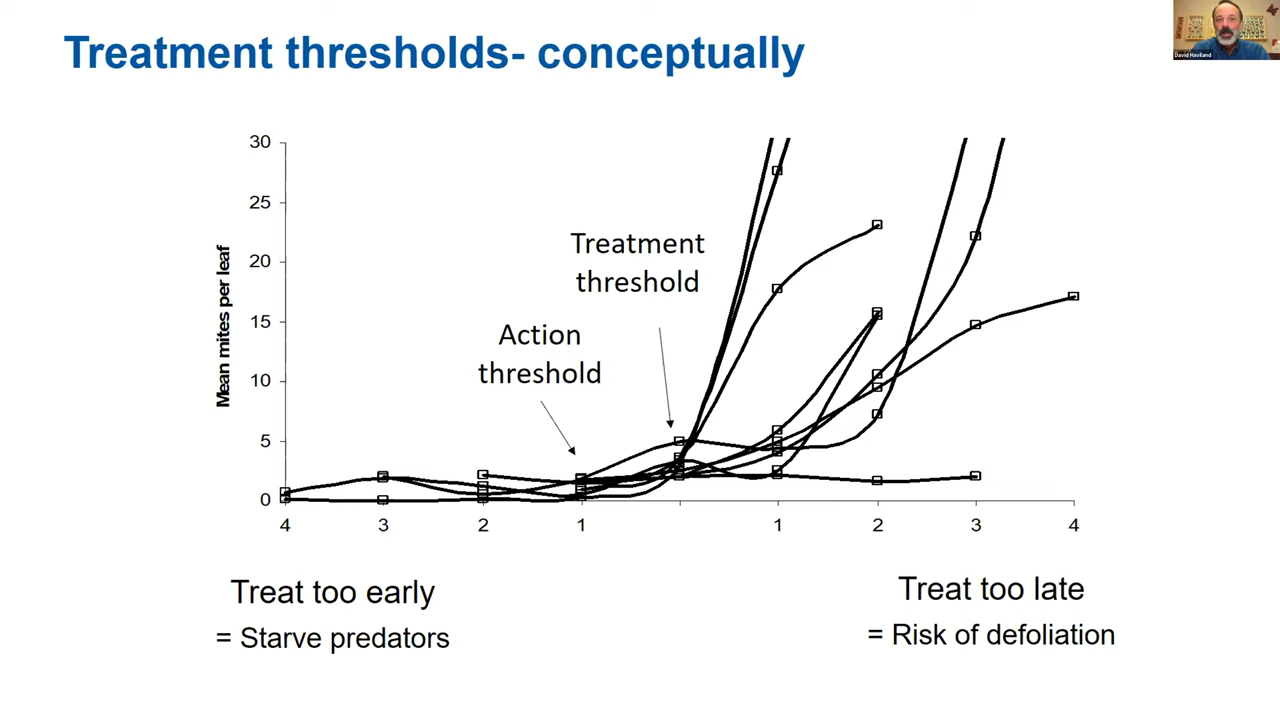 Treatment thresholds- conceptually
David Haviland
30
25
20
15
10
5
0
Mean mites per leaf
Treatment
threshold
Action
threshold
4 3 2 1 1 2 3 4
Treat too early
= Starve predators
Treat too late
= Risk of defoliation